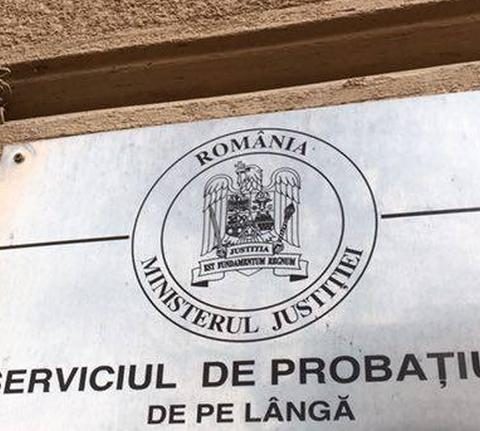 ROMÂNIA
JUSTITIA
EST FUNDAMENTUM REGNUM
MINISTERUL JUSTIȚIEI
SERVICIUL DE PROBAȚIU
DE PE LÂNGĂ